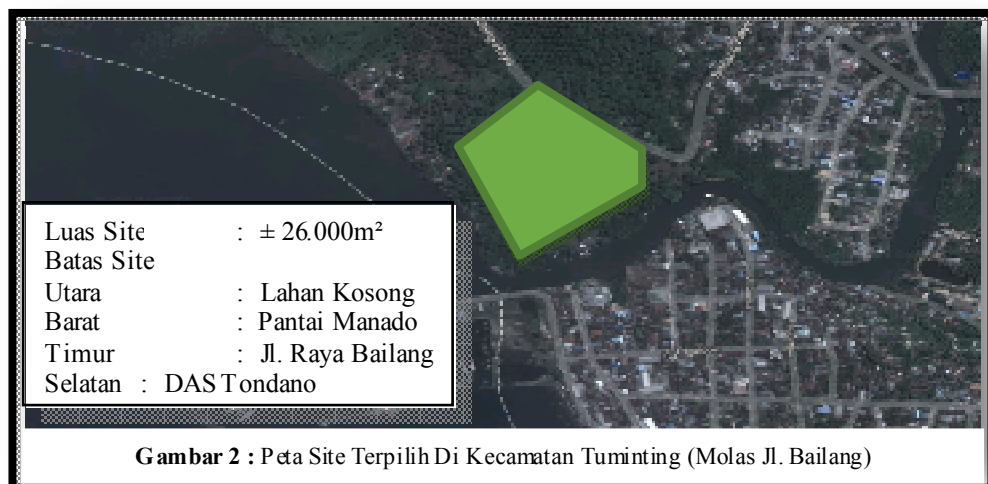 Luas Site : ± 26.000m²
Batas Site
Utara : Lahan Kosong
Barat : Pantai Manado
Timur : Jl. Raya Bailang
Selatan : DAS Tondano
Gambar 2 : Peta Site Terpilih Di Kecamatan Tuminting (Molas Jl. Bailang)